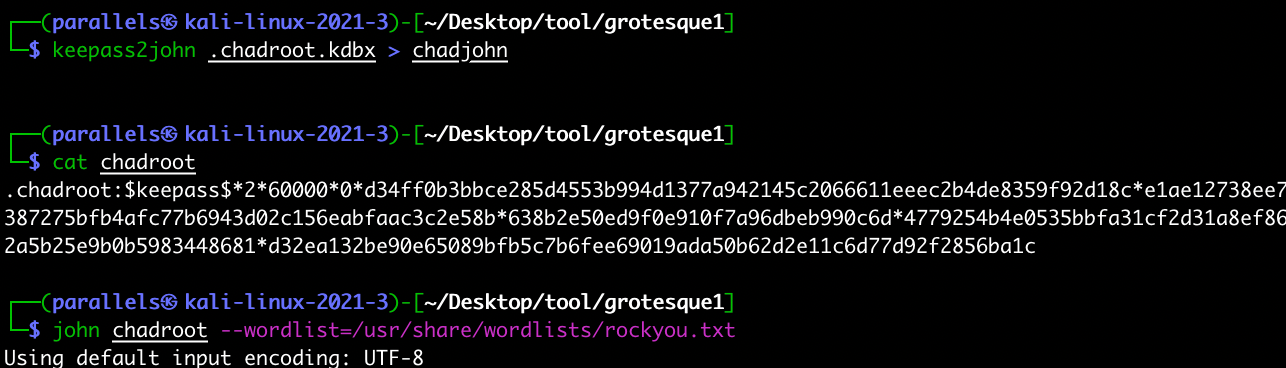 ┌──(parallels㉿kali-linux-2021-3)-[~/Desktop/tool/grotesque1]
└─$ keepass2john .chadroot.kdbx > chadjohn
┌──(parallels㉿kali-linux-2021-3)-[~/Desktop/tool/grotesque1]
└─$ cat chadroot
.chadroot:$keepass$*2*60000*0*d34ff0b3bbce285d4553b994d1377a942145c2066611eeec2b4de8359f92d18c*e1ae12738ee7
387275bfb4afc77b6943d02c156eabfaac3c2e58b*638b2e50ed9f0e910f7a96dbeb990c6d*4779254b4e0535bbfa31cf2d31a8ef86
2a5b25e9b0b5983448681*d32ea132be90e65089bfb5c7b6fee69019ada50b62d2e11c6d77d92f2856ba1c
┌──(parallels㉿kali-linux-2021-3)-[~/Desktop/tool/grotesque1]
└─$ john chadroot --wordlist=/usr/share/wordlists/rockyou.txt
Using default input encoding: UTF-8